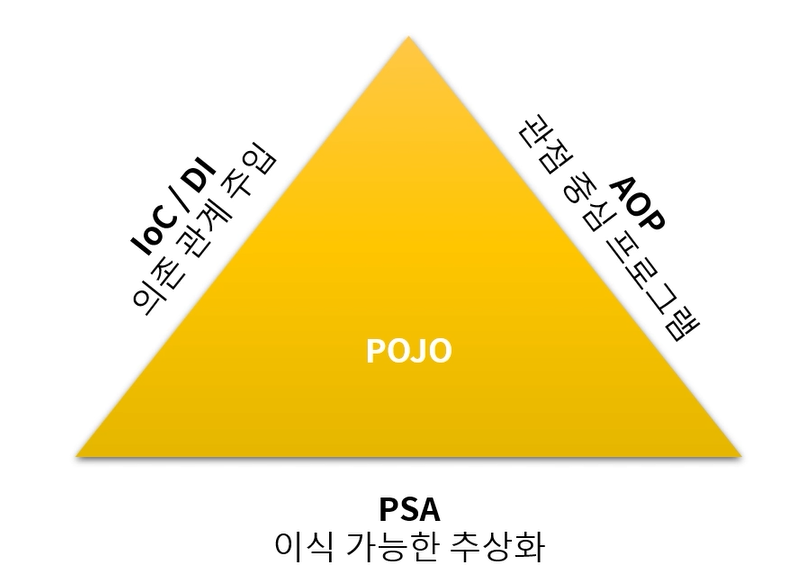 IoC / DI
의존 관계 주입
AOP
관점 중심 프로그램
POJO
PSA
이식 가능한 추상화